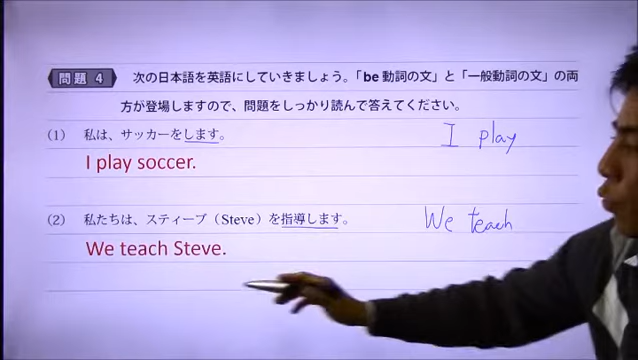 問題 4 次の日本語を英語にしていきましょう。「be 動詞の文」と「一般動詞の文」の両
方が登場しますので、問題をしっかり読んで答えてください。
(1) 私は、サッカーをします。 I play
I play soccer.
(2) 私たちは、スティーブ(Steve)を指導します。 We teach
We teach Steve.